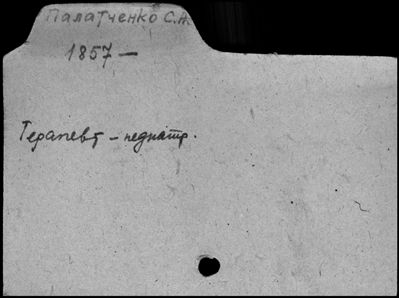 Палатченко С.А.
1857 —
Терапевт – педиатр.